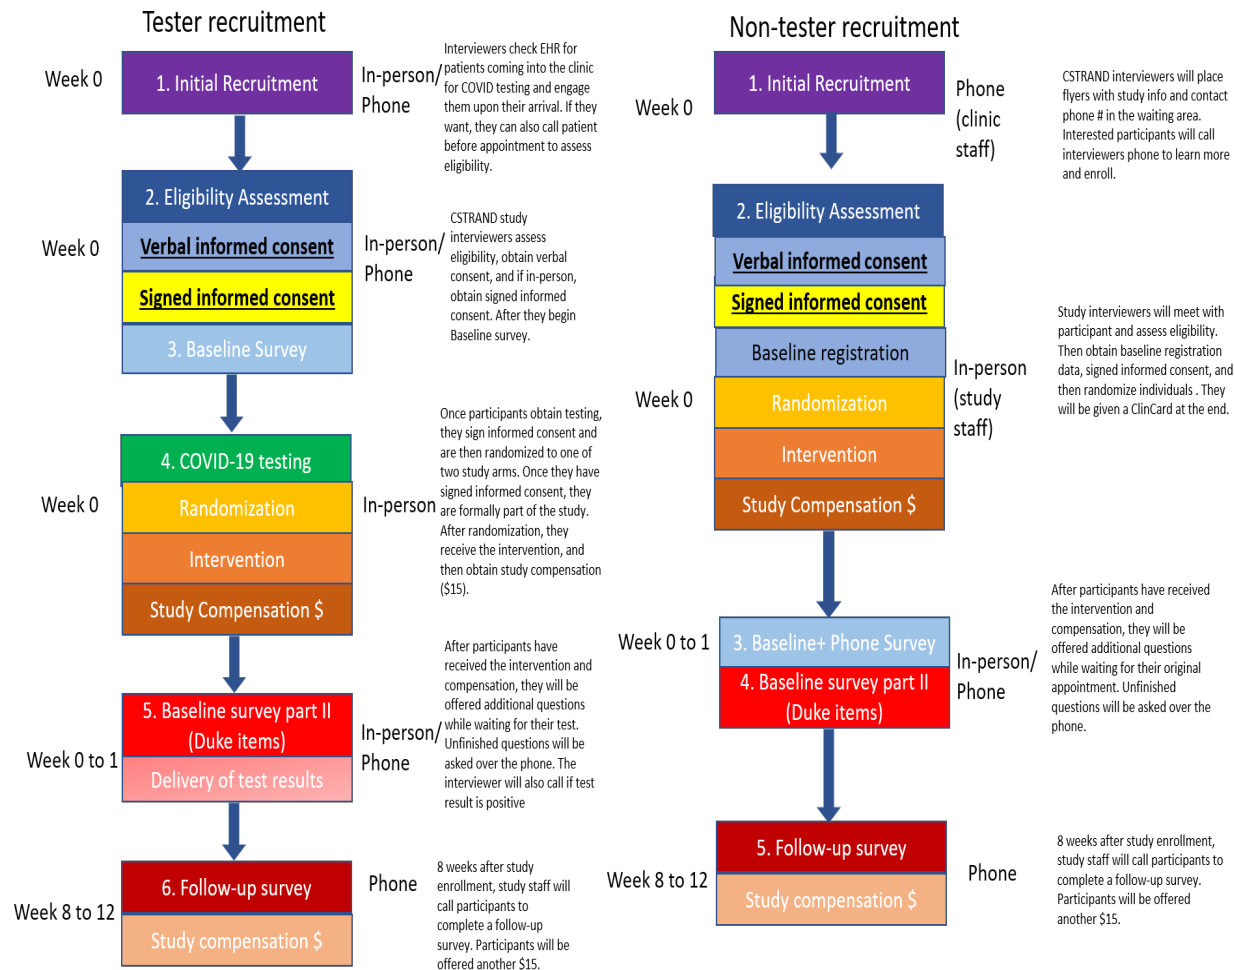 Tester recruitment
Week 0
1. Initial Recruitment
In-person/
Phone
Interviewers check EHR for
patients coming into the clinic
for COVID testing and engage
them upon their arrival. If they
want, they can also call patient
before appointment to assess
eligibility.
Week 0
2. Eligibility Assessment
Verbal informed consent
Signed informed consent
3. Baseline Survey
In-person/
Phone
CSTRAND study
interviewers assess
eligibility, obtain verbal
consent, and if in-person,
obtain signed informed
consent. After they begin
Baseline survey.
Week 0
4. COVID-19 testing
Randomization
Intervention
Study Compensation $
In-person
Once participants obtain testing,
they sign informed consent and
are then randomized to one of
two study arms. Once they have
signed informed consent, they
are formally part of the study.
After randomization, they
receive the intervention, and
then obtain study compensation
($15).
Week 0 to 1
5. Baseline survey part II
(Duke items)
Delivery of test results
In-person/
Phone
After participants have
received the intervention and
compensation, they will be
offered additional questions
while waiting for their test.
Unfinished questions will be
asked over the phone. The
interviewer will also call if test
result is positive
Week 8 to 12
6. Follow-up survey
Study compensation $
Phone
8 weeks after study
enrollment, study staff will
call participants to
complete a follow-up
survey. Participants will be
offered another $15.
Non-tester recruitment
Week 0
1. Initial Recruitment
Phone
(clinic
staff)
CSTRAND interviewers will place
flyers with study info and contact
phone # in the waiting area.
Interested participants will call
interviewers phone to learn more
and enroll.
Week 0
2. Eligibility Assessment
Verbal informed consent
Signed informed consent
Baseline registration
Randomization
Intervention
Study Compensation $
In-person
(study
staff)
Study interviewers will meet with
participant and assess eligibility.
Then obtain baseline registration
data, signed informed consent, and
then randomize individuals . They
will be given a ClinCard at the end.
Week 0 to 1
3. Baseline+ Phone Survey
4. Baseline survey part II
(Duke items)
In-person/
Phone
After participants have received
the intervention and
compensation, they will be
offered additional questions
while waiting for their original
appointment. Unfinished
questions will be asked over the
phone.
Week 8 to 12
5. Follow-up survey
Study compensation $
Phone
8 weeks after study enrollment,
study staff will call participants to
complete a follow-up survey.
Participants will be offered
another $15.